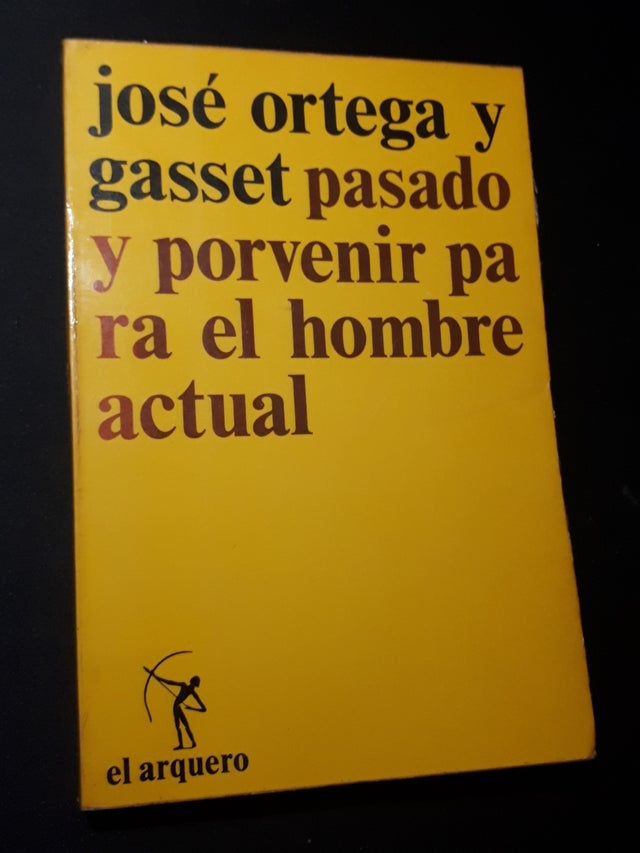 josé ortega y
gasset pasado
y porvenir pa
ra el hombre
actual
el arquero